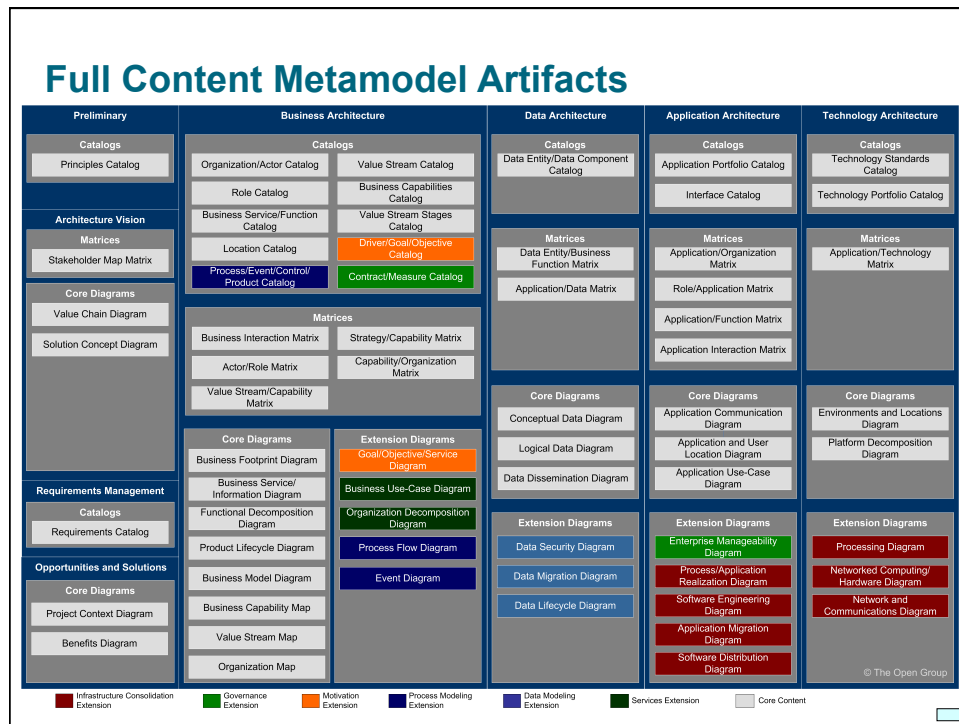 Full Content Metamodel Artifacts
Preliminary
Catalogs
Principles Catalog
Architecture Vision
Matrices
Stakeholder Map Matrix
Core Diagrams
Value Chain Diagram
Solution Concept Diagram
Requirements Management
Catalogs
Requirements Catalog
Opportunities and Solutions
Core Diagrams
Project Context Diagram
Benefits Diagram
Business Architecture
Catalogs
Organization/Actor Catalog
Role Catalog
Business Service/Function
Catalog
Location Catalog
Process/Event/Control/
Product Catalog
Value Stream Catalog
Business Capabilities
Catalog
Value Stream Stages
Catalog
Driver/Goal/Objective
Catalog
Contract/Measure Catalog
Matrices
Business Interaction Matrix
Actor/Role Matrix
Value Stream/Capability
Matrix
Strategy/Capability Matrix
Capability/Organization
Matrix
Core Diagrams
Business Footprint Diagram
Business Service/
Information Diagram
Functional Decomposition
Diagram
Product Lifecycle Diagram
Business Model Diagram
Business Capability Map
Value Stream Map
Organization Map
Extension Diagrams
Goal/Objective/Service
Diagram
Business Use-Case Diagram
Organization Decomposition
Diagram
Process Flow Diagram
Event Diagram
Data Architecture
Catalogs
Data Entity/Data Component
Catalog
Matrices
Data Entity/Business
Function Matrix
Application/Data Matrix
Core Diagrams
Conceptual Data Diagram
Logical Data Diagram
Data Dissemination Diagram
Extension Diagrams
Data Security Diagram
Data Migration Diagram
Data Lifecycle Diagram
Application Architecture
Catalogs
Application Portfolio Catalog
Interface Catalog
Matrices
Application/Organization
Matrix
Role/Application Matrix
Application/Function Matrix
Application Interaction Matrix
Core Diagrams
Application Communication
Diagram
Application and User
Location Diagram
Application Use-Case
Diagram
Extension Diagrams
Enterprise Manageability
Diagram
Process/Application
Realization Diagram
Software Engineering
Diagram
Application Migration
Diagram
Software Distribution
Diagram
Technology Architecture
Catalogs
Technology Standards
Catalog
Technology Portfolio Catalog
Matrices
Application/Technology
Matrix
Core Diagrams
Environments and Locations
Diagram
Platform Decomposition
Diagram
Extension Diagrams
Processing Diagram
Networked Computing/
Hardware Diagram
Network and
Communications Diagram
© The Open Group
Infrastructure Consolidation
Extension
Governance
Extension
Motivation
Extension
Process Modeling
Extension
Data Modeling
Extension
Services Extension
Core Content